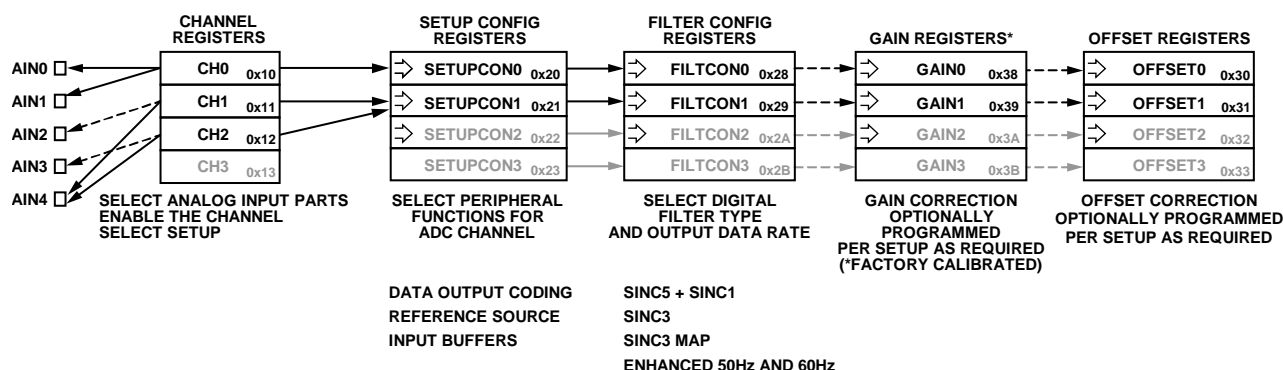 CHANNEL
REGISTERS
SETUP CONFIG
REGISTERS
FILTER CONFIG
REGISTERS
GAIN REGISTERS*
OFFSET REGISTERS
AIN0
CH0 0x10
SETUPCON0 0x20
FILTCON0 0x28
GAIN0 0x38
OFFSET0 0x30
AIN1
CH1 0x11
SETUPCON1 0x21
FILTCON1 0x29
GAIN1 0x39
OFFSET1 0x31
AIN2
CH2 0x12
SETUPCON2 0x22
FILTCON2 0x2A
GAIN2 0x3A
OFFSET2 0x32
AIN3
CH3 0x13
SETUPCON3 0x23
FILTCON3 0x2B
GAIN3 0x3B
OFFSET3 0x33
AIN4
SELECT ANALOG INPUT PARTS
ENABLE THE CHANNEL
SELECT SETUP
SELECT PERIPHERAL
FUNCTIONS FOR
ADC CHANNEL
SELECT DIGITAL
FILTER TYPE
AND OUTPUT DATA RATE
GAIN CORRECTION
OPTIONALLY
PROGRAMMED
PER SETUP AS REQUIRED
(*FACTORY CALIBRATED)
OFFSET CORRECTION
OPTIONALLY PROGRAMMED
PER SETUP AS REQUIRED
DATA OUTPUT CODING
REFERENCE SOURCE
INPUT BUFFERS
SINC5 + SINC1
SINC3
SINC3 MAP
ENHANCED 50Hz AND 60Hz